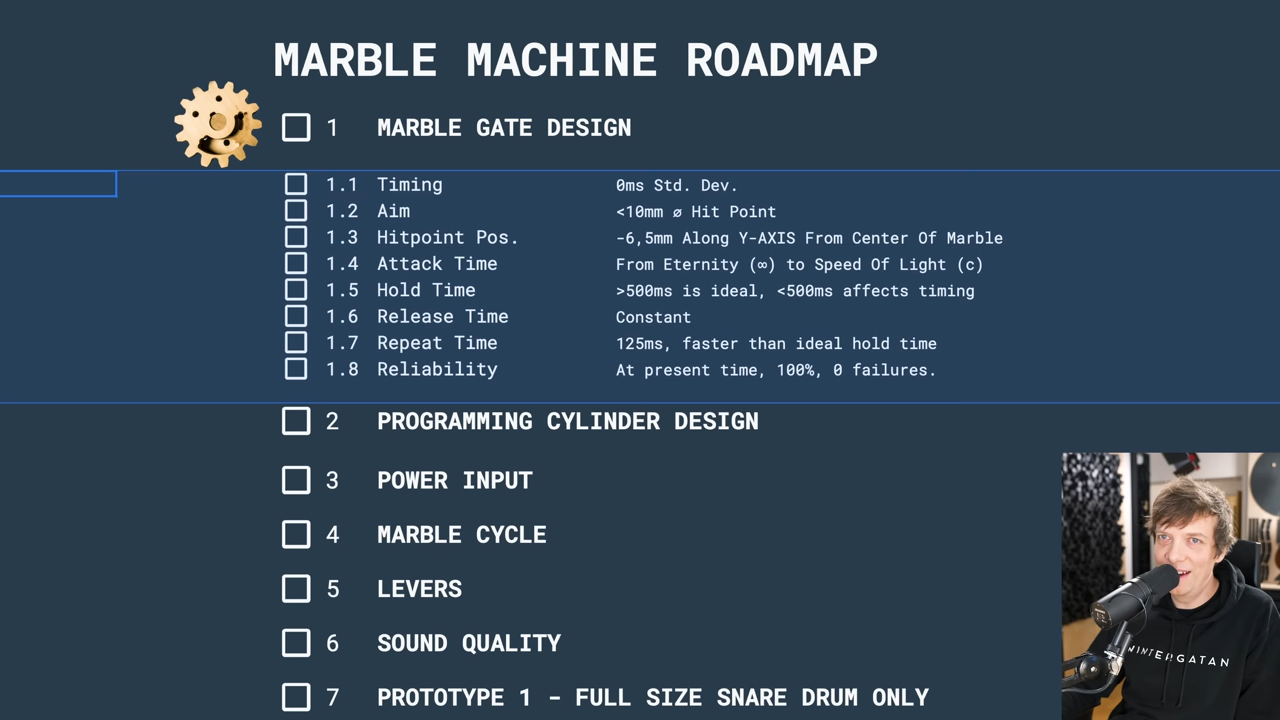 MARBLE MACHINE ROADMAP
1 MARBLE GATE DESIGN
1.1 Timing 0ms Std. Dev.
1.2 Aim <10mm ⌀ Hit Point
1.3 Hitpoint Pos. -6,5mm Along Y-AXIS From Center Of Marble
1.4 Attack Time From Eternity (∞) to Speed Of Light (c)
1.5 Hold Time >500ms is ideal, <500ms affects timing
1.6 Release Time Constant
1.7 Repeat Time 125ms, faster than ideal hold time
1.8 Reliability At present time, 100%, 0 failures.
2 PROGRAMMING CYLINDER DESIGN
3 POWER INPUT
4 MARBLE CYCLE
5 LEVERS
6 SOUND QUALITY
WINTERGATAN
7 PROTOTYPE 1 - FULL SIZE SNARE DRUM ONLY